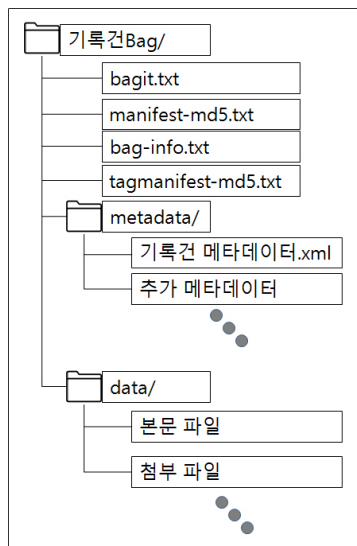 기록건Bag/
bagit.txt
manifest-md5.txt
bag-info.txt
tagmanifest-md5.txt
metadata/
기록건 메타데이터.xml
추가 메타데이터
data/
본문 파일
첨부 파일